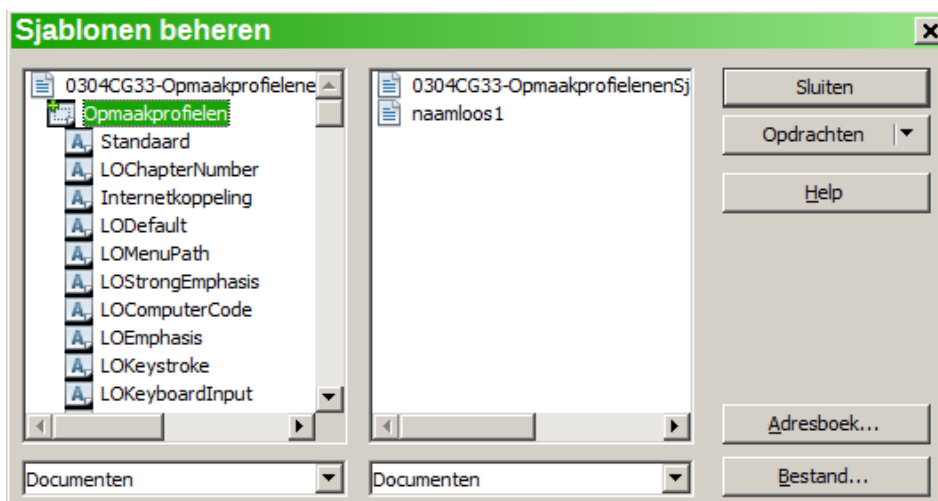 Sjablonen beheren
0304CG33-Opmaakprofielene
Opmaakprofielen
Standaard
LOChapterNumber
Internetkoppeling
LODefault
LOMenuPath
LOStrongEmphasis
LOComputerCode
LOEmphasis
LOKeystroke
LOKeyboardInput
Documenten
0304CG33-OpmaakprofielenenSj
naamloos1
Documenten
Sluiten
Opdrachten
Help
Adresboek...
Bestand...